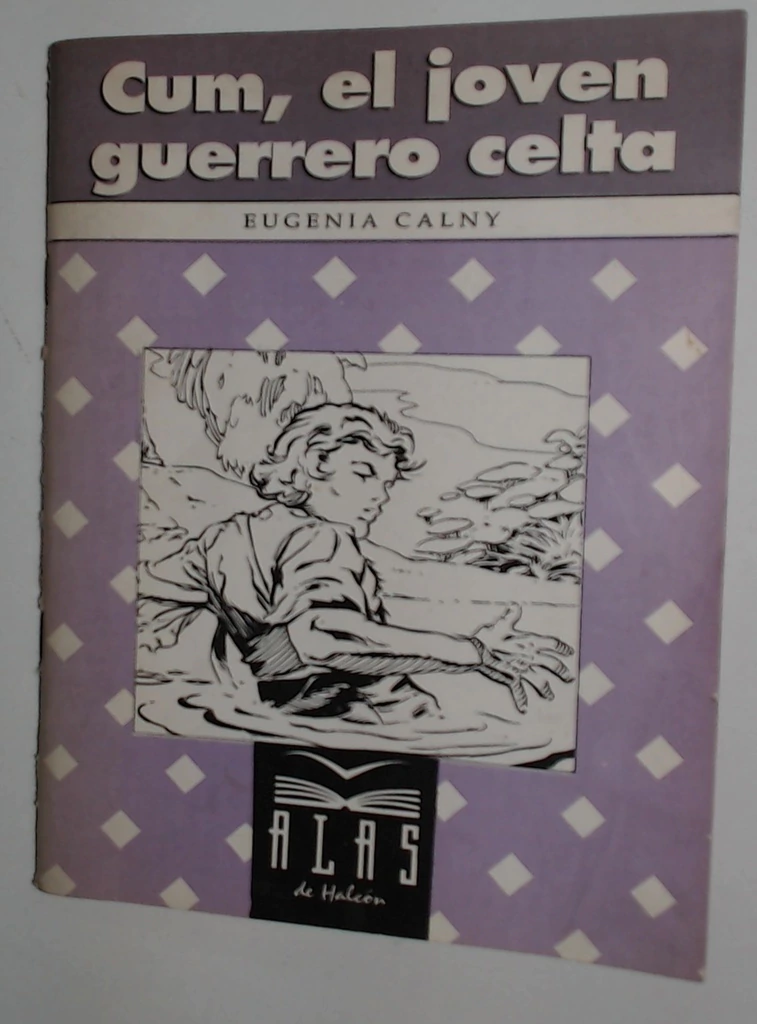 Cum, el joven
guerrero celta
EUGENIA CALNY
ALAS
de Halcón